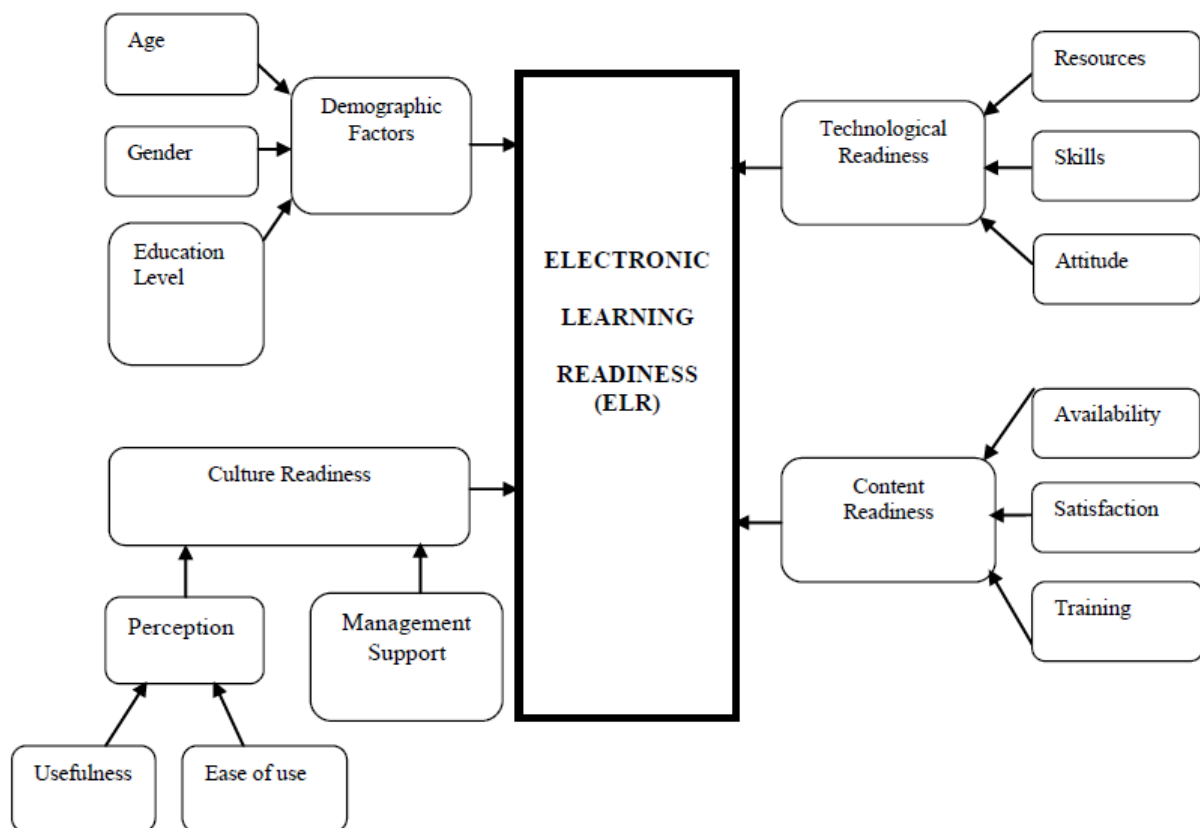 Age
Gender
Education
Level
Demographic
Factors
ELECTRONIC
LEARNING
READINESS
(ELR)
Technological
Readiness
Resources
Skills
Attitude
Culture Readiness
Perception
Management
Support
Usefulness
Ease of use
Content
Readiness
Availability
Satisfaction
Training